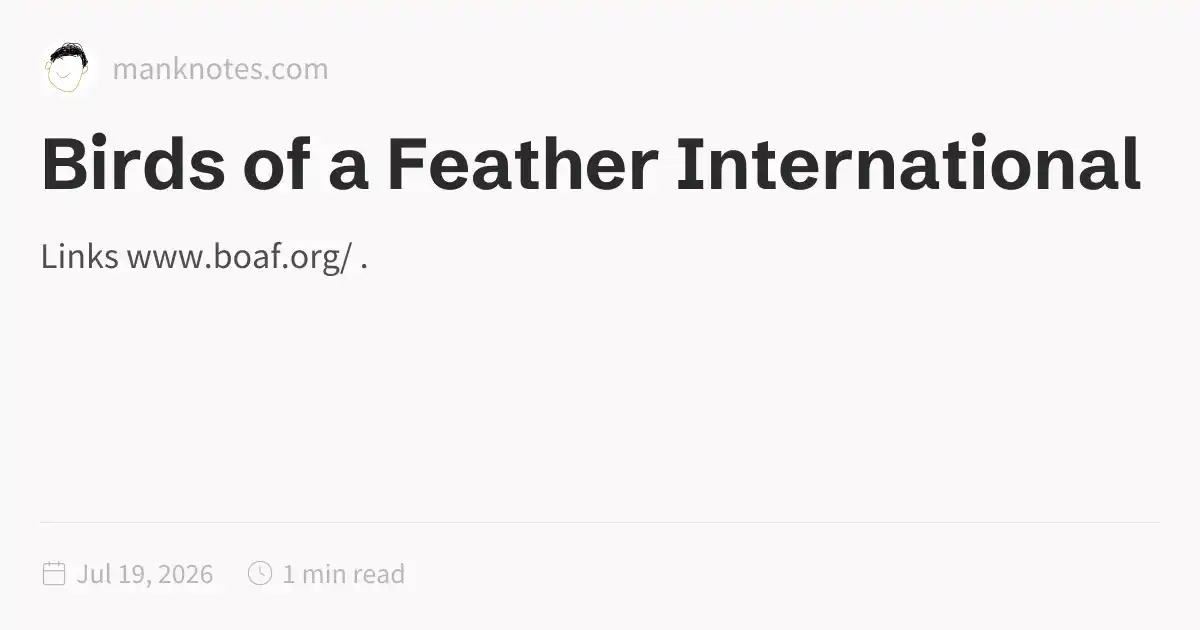 manknotes.com
Birds of a Feather International
Links www.boaf.org/ .
Jul 19, 2026 1 min read